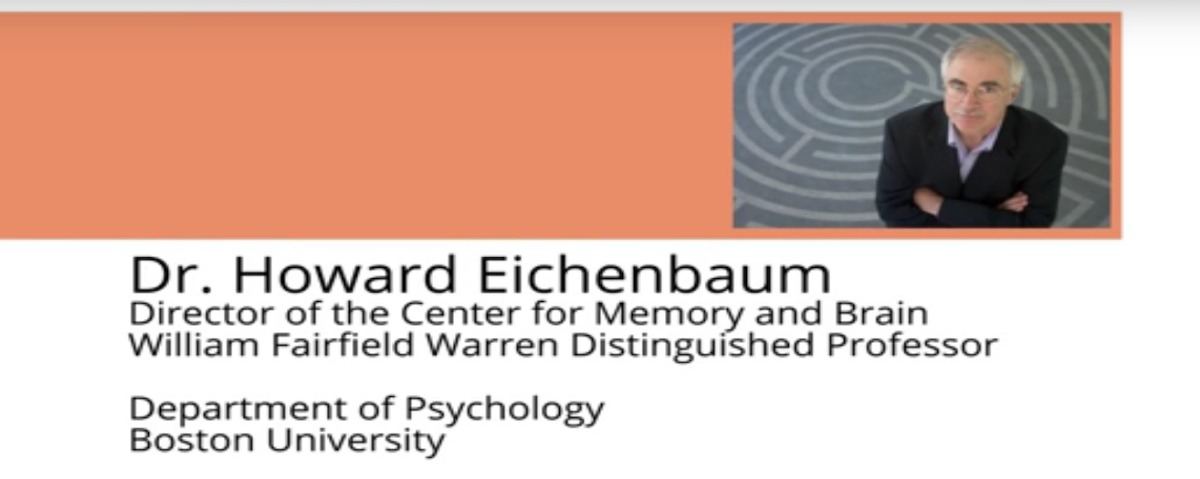 Dr. Howard Eichenbaum
Director of the Center for Memory and Brain
William Fairfield Warren Distinguished Professor
Department of Psychology
Boston University